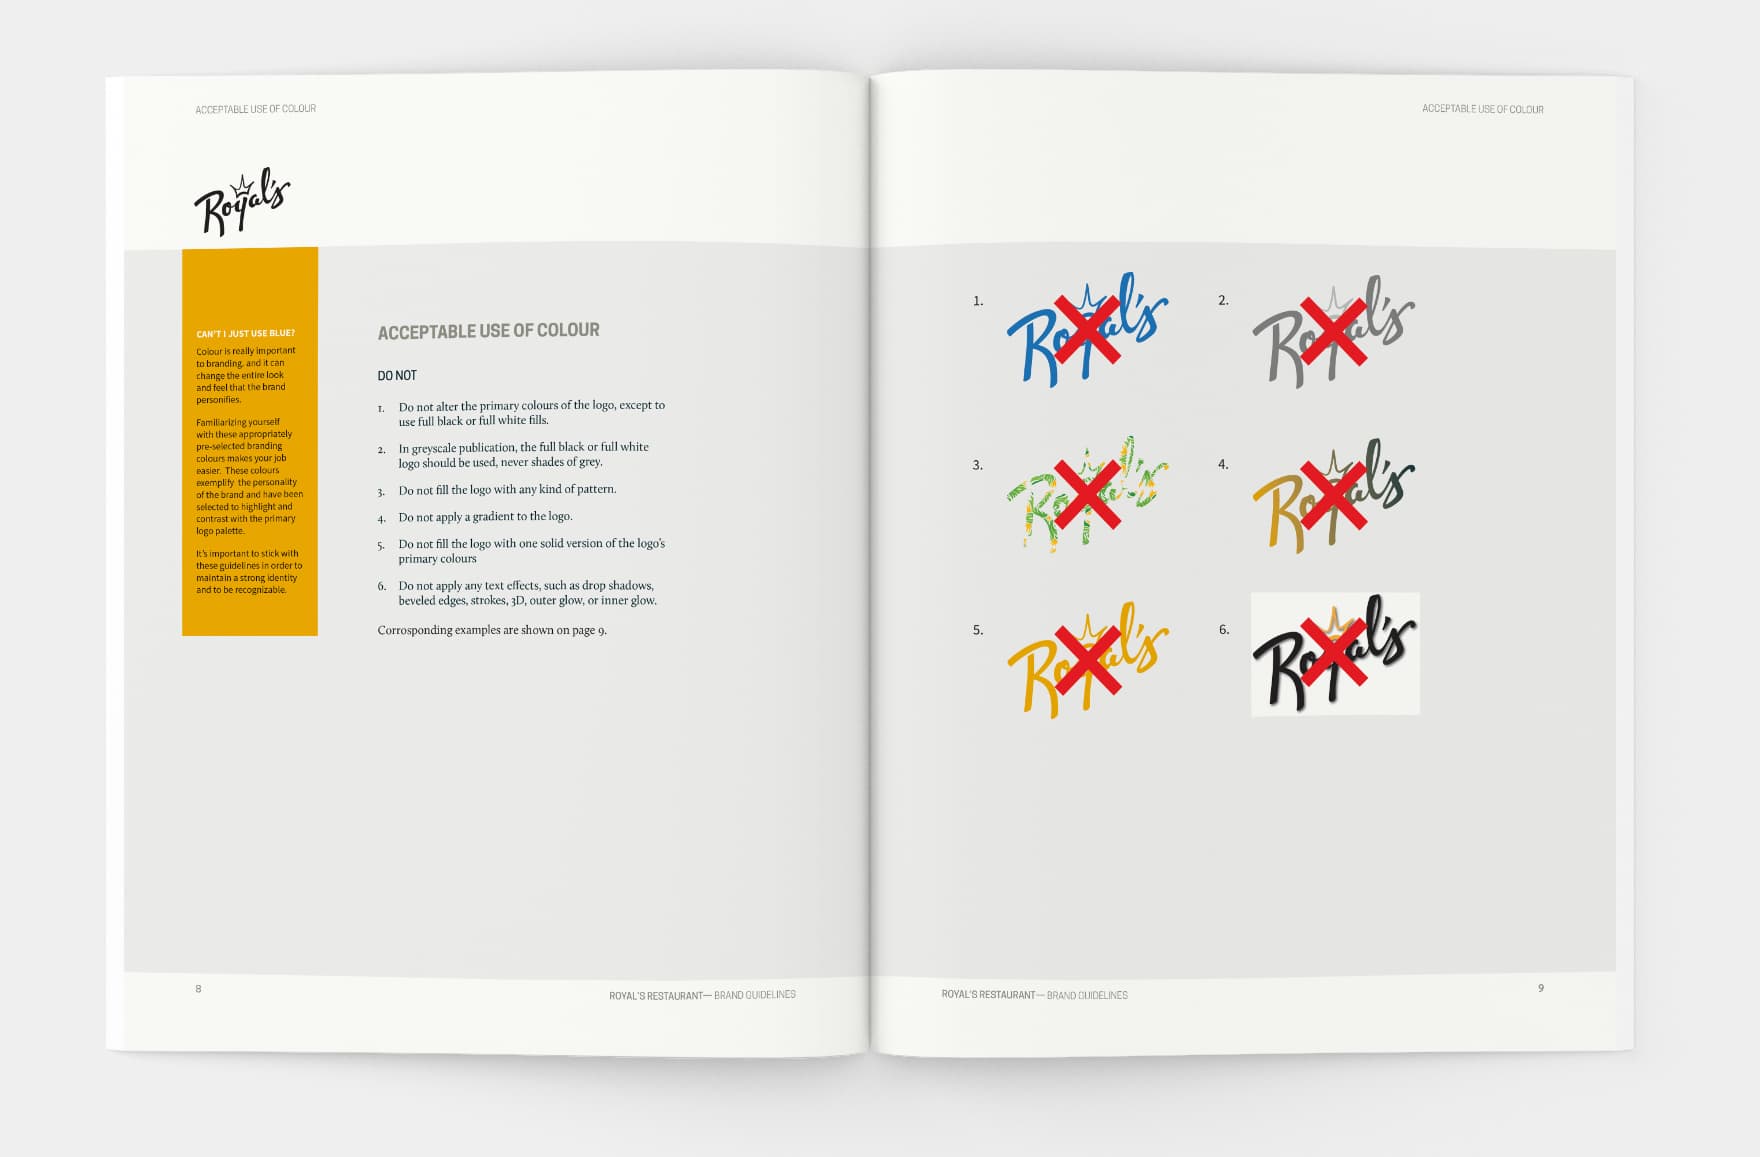 ACCEPTABLE USE OF COLOUR
Royal's
CAN'T I JUST USE BLUE?
Colour is really important
to branding, and it can
change the entire look
and feel that the brand
personifies.
Familiarizing yourself
with these appropriately
pre-selected branding
colours makes your job
easier. These colours
exemplify the personality
of the brand and have been
selected to highlight and
contrast with the primary
logo palette.
It's important to stick with
these guidelines in order to
maintain a strong identity
and to be recognizable.
ACCEPTABLE USE OF COLOUR
DO NOT
1. Do not alter the primary colours of the logo, except to
use full black or full white fills.
2. In greyscale publication, the full black or full white
logo should be used, never shades of grey.
3. Do not fill the logo with any kind of pattern.
4. Do not apply a gradient to the logo.
5. Do not fill the logo with one solid version of the logo's
primary colours
6. Do not apply any text effects, such as drop shadows,
beveled edges, strokes, 3D, outer glow, or inner glow.
Corrosponding examples are shown on page 9.
8
ROYAL'S RESTAURANT— BRAND GUIDELINES
ACCEPTABLE USE OF COLOUR
1. Royal's
2. Royal's
3. Royal's
4. Royal's
5. Royal's
6. Royal's
ROYAL'S RESTAURANT— BRAND GUIDELINES
9